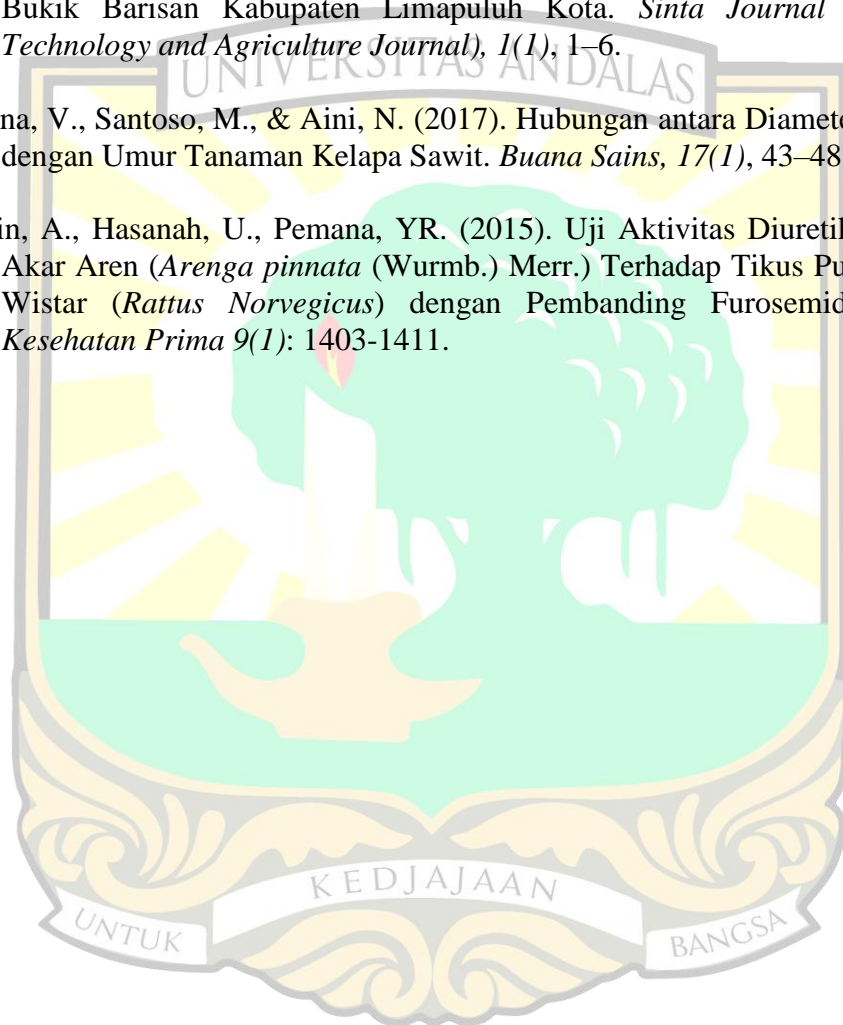 Bukik Barisan Kabupaten Limapuluh Kota. Sinta Journal
Technology and Agriculture Journal), 1(1), 1–6.
UNIVERSITAS ANDALAS
na, V., Santoso, M., & Aini, N. (2017). Hubungan antara Diamete
dengan Umur Tanaman Kelapa Sawit. Buana Sains, 17(1), 43–48
in, A., Hasanah, U., Pemana, YR. (2015). Uji Aktivitas Diureti
Akar Aren (Arenga pinnata (Wurmb.) Merr.) Terhadap Tikus Pu
Wistar (Rattus Norvegicus) dengan Pembanding Furosemid
Kesehatan Prima 9(1): 1403-1411.
KEDJAJAAN
UNTUK
BANGSA